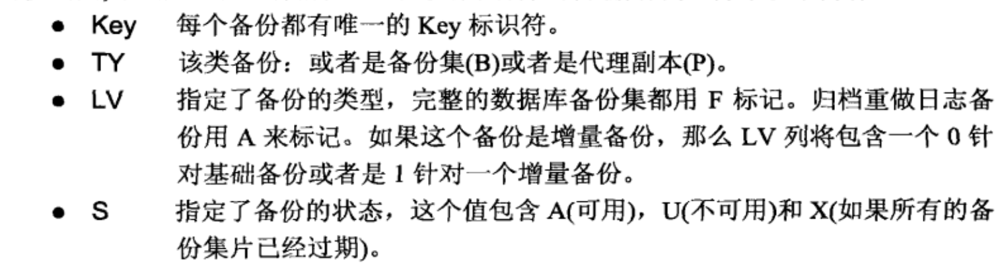 ● Key 每个备份都有唯一的 Key 标识符。
● TY 该类备份：或者是备份集(B)或者是代理副本(P)。
● LV 指定了备份的类型，完整的数据库备份集都用 F 标记。归档重做日志备
份用 A 来标记。如果这个备份是增量备份，那么 LV 列将包含一个 0 针
对基础备份或者是 1 针对一个增量备份。
● S 指定了备份的状态，这个值包含 A(可用)，U(不可用)和 X(如果所有的备
份集片已经过期)。